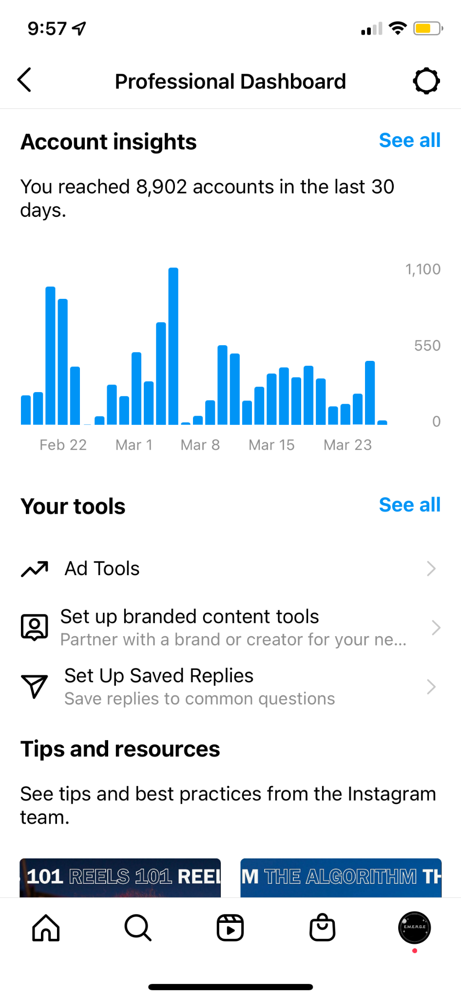 9:57
Professional Dashboard
Account insights
See all
You reached 8,902 accounts in the last 30
days.
1,100
550
0
Feb 22
Mar 1
Mar 8
Mar 15
Mar 23
Your tools
See all
Ad Tools
Set up branded content tools
Partner with a brand or creator for your ne...
Set Up Saved Replies
Save replies to common questions
Tips and resources
See tips and best practices from the Instagram
team.
101 REELS 101 REEL
M THE ALGORITHM TH
E.M.E.R.G.E